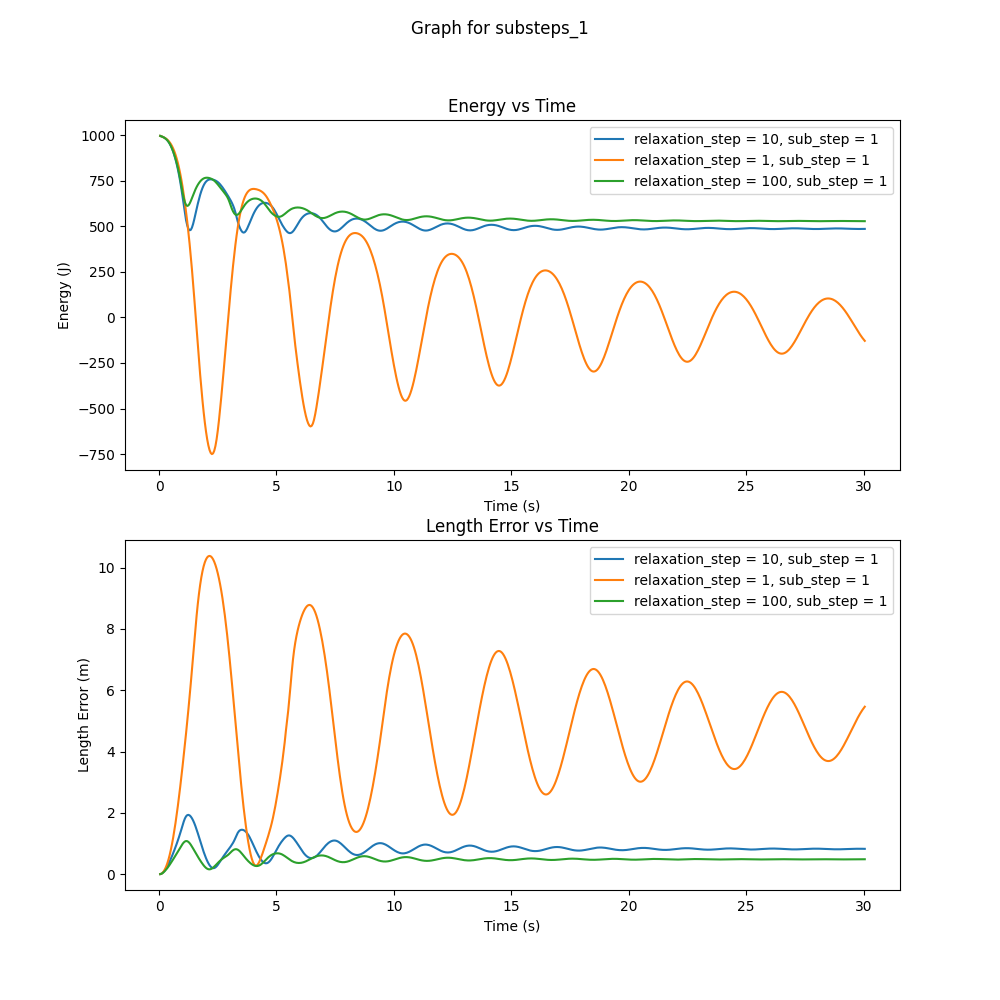 Graph for substeps_1
Energy vs Time
1000
750
500
250
0
−250
−500
−750
Energy (J)
relaxation_step = 10, sub_step = 1
relaxation_step = 1, sub_step = 1
relaxation_step = 100, sub_step = 1
0 5 10 15 20 25 30
Time (s)
Length Error vs Time
10
8
6
4
2
0
Length Error (m)
relaxation_step = 10, sub_step = 1
relaxation_step = 1, sub_step = 1
relaxation_step = 100, sub_step = 1
0 5 10 15 20 25 30
Time (s)